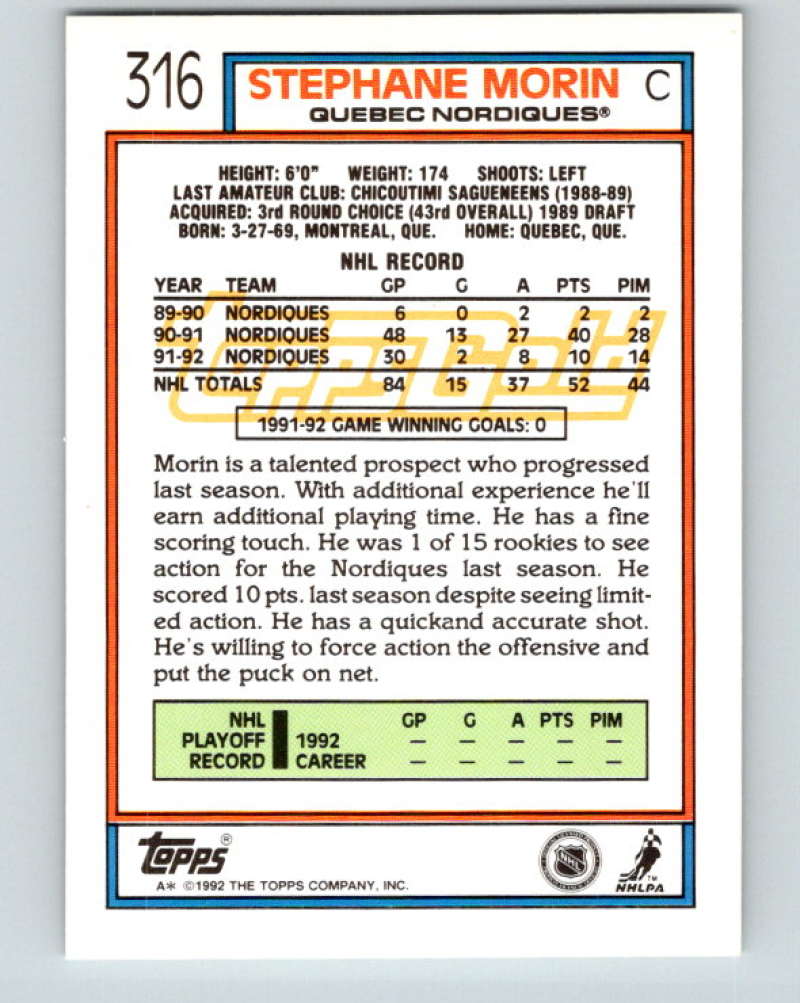 316 STEPHANE MORIN C
QUEBEC NORDIQUES®
HEIGHT: 6'0" WEIGHT: 174 SHOOTS: LEFT
LAST AMATEUR CLUB: CHICOUTIMI SAGUENEENS (1988-89)
ACQUIRED: 3rd ROUND CHOICE (43rd OVERALL) 1989 DRAFT
BORN: 3-27-69, MONTREAL, QUE. HOME: QUEBEC, QUE.
NHL RECORD
YEAR TEAM GP G A PTS PIM
89-90 NORDIQUES 6 0 2 2 2
90-91 NORDIQUES 48 13 27 40 28
91-92 NORDIQUES 30 2 8 10 14
NHL TOTALS 84 15 37 52 44
Topps Gold
1991-92 GAME WINNING GOALS: 0
Morin is a talented prospect who progressed
last season. With additional experience he'll
earn additional playing time. He has a fine
scoring touch. He was 1 of 15 rookies to see
action for the Nordiques last season. He
scored 10 pts. last season despite seeing limit-
ed action. He has a quickand accurate shot.
He's willing to force action the offensive and
put the puck on net.
NHL GP G A PTS PIM
PLAYOFF 1992 — — — — —
RECORD CAREER — — — — —
Topps®
A* ©1992 THE TOPPS COMPANY, INC.
NHL
TM
NHLPA